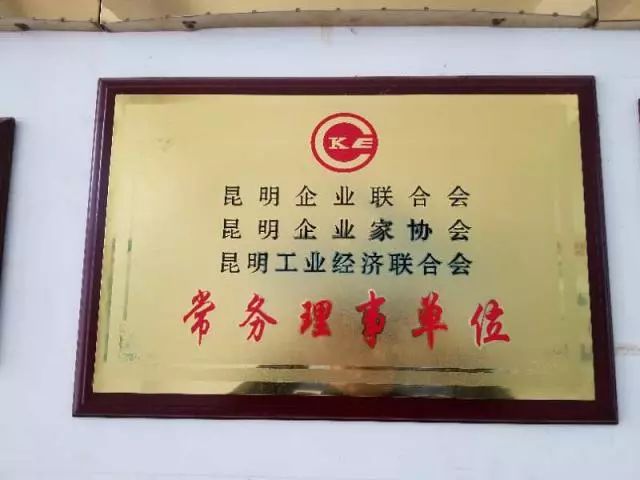 KE
昆明企业联合会
昆明企业家协会
昆明工业经济联合会
常务理事单位